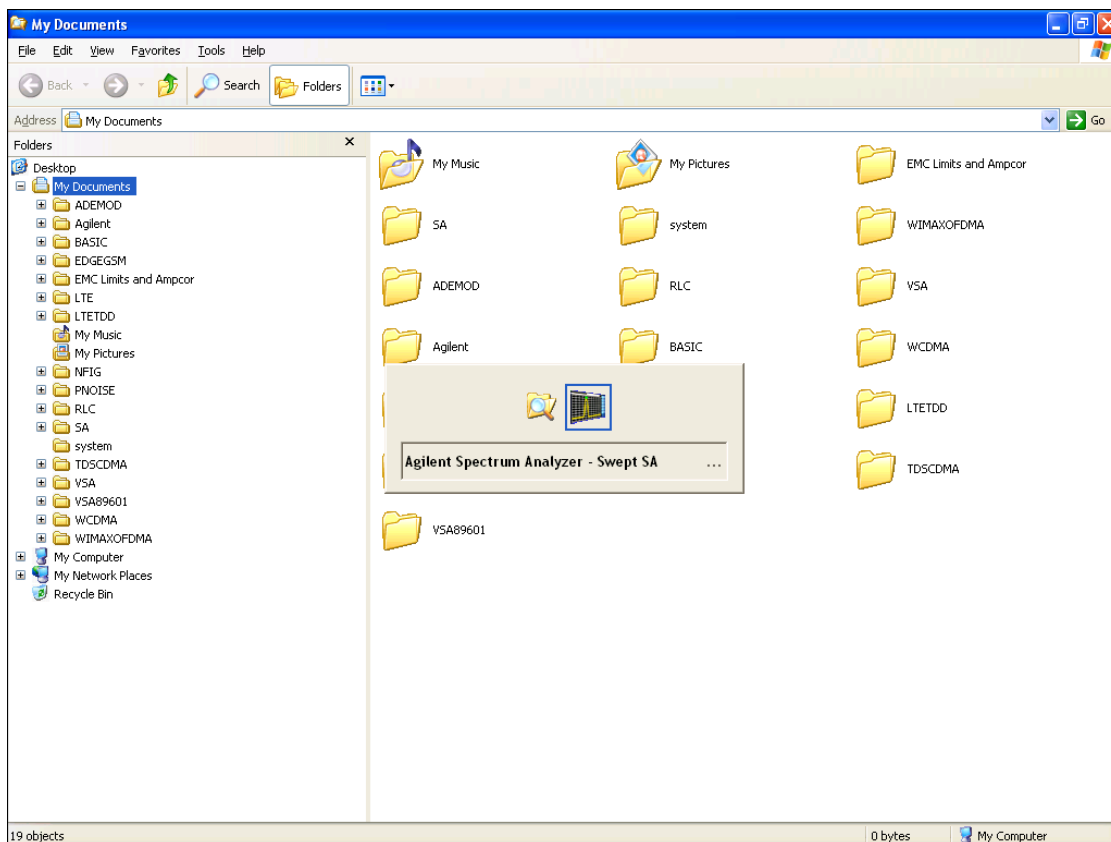 My Documents
File Edit View Favorites Tools Help
Back Search Folders
Address My Documents Go
Folders
Desktop
My Documents
ADEMOD
Agilent
BASIC
EDGEGSM
EMC Limits and Ampcor
LTE
LTETDD
My Music
My Pictures
NFIG
PNOISE
RLC
SA
system
TDSCDMA
VSA
VSA89601
WCDMA
WIMAXOFDMA
My Computer
My Network Places
Recycle Bin
My Music My Pictures EMC Limits and Ampcor
SA system WIMAXOFDMA
ADEMOD RLC VSA
Agilent BASIC WCDMA
LTETDD
TDSCDMA
VSA89601
Agilent Spectrum Analyzer - Swept SA ...
19 objects 0 bytes My Computer